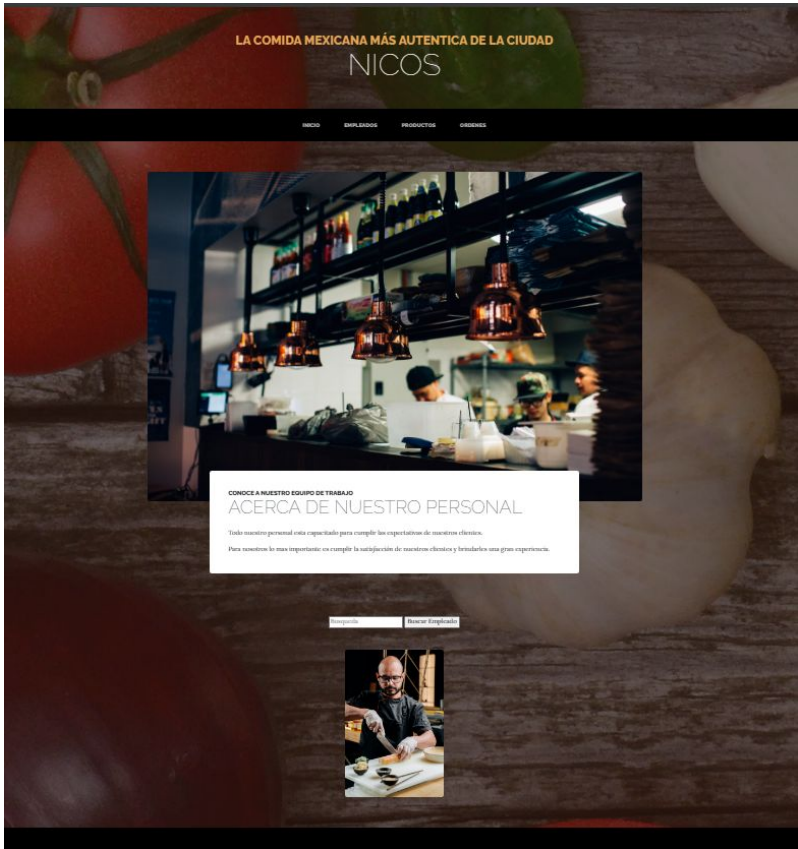 LA COMIDA MEXICANA MÁS AUTENTICA DE LA CIUDAD
NICOS
INICIO EMPLEADOS PRODUCTOS ORDENES
CONOCE A NUESTRO EQUIPO DE TRABAJO
ACERCA DE NUESTRO PERSONAL
Todo nuestro personal esta capacitado para cumplir las expectativas de nuestros clientes.
Para nosotros lo mas importante es cumplir la satisfacción de nuestros clientes y brindarles una gran experiencia.
Busqueda Buscar Empleado